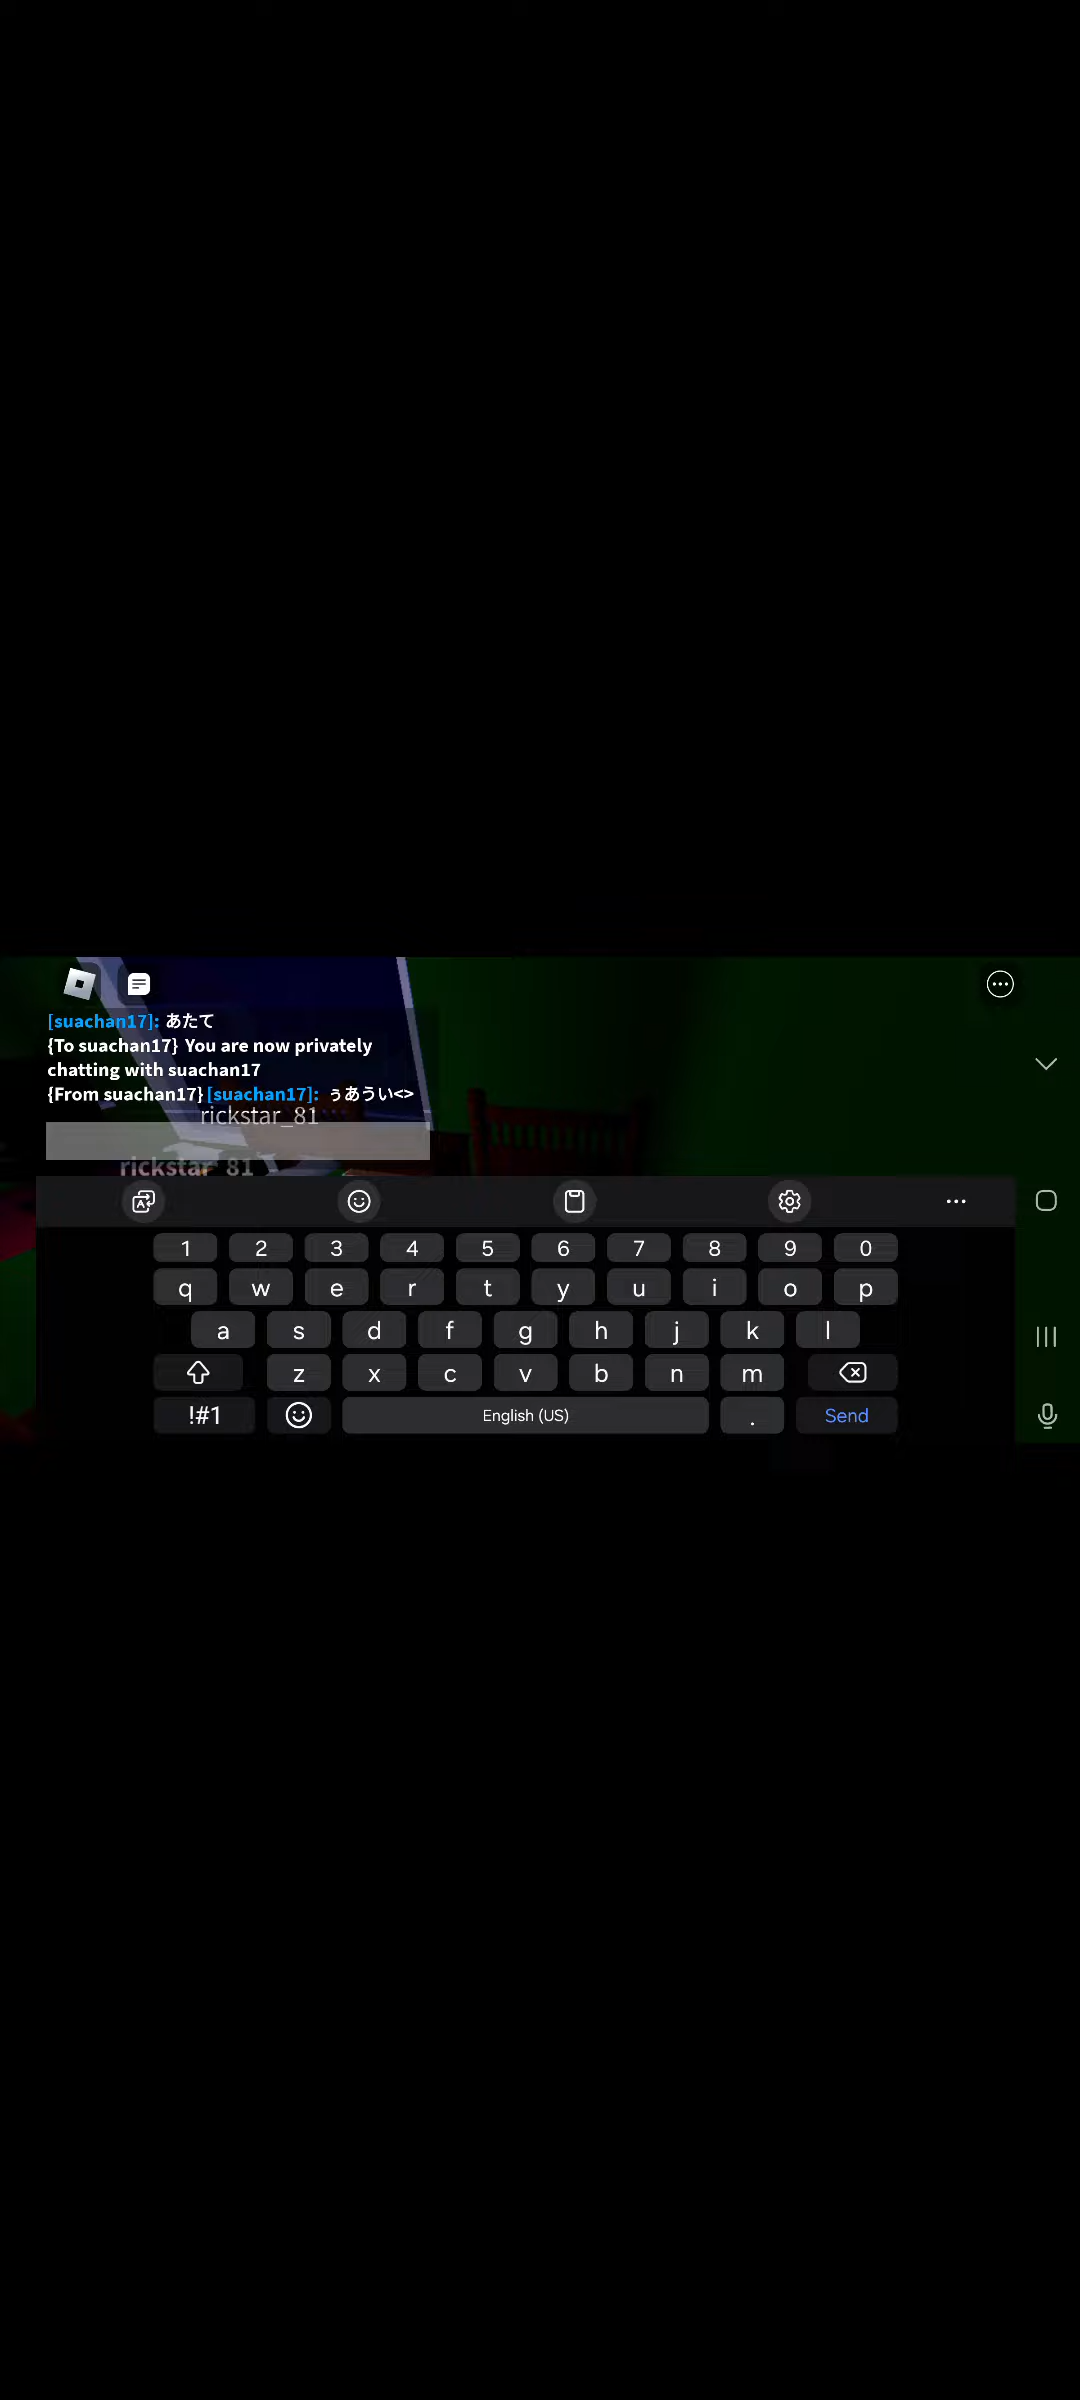 [suachan17]: あたて
{To suachan17} You are now privately
chatting with suachan17
{From suachan17} [suachan17]: ぅあうい<>
rickstar_81
rickstar_81
1 2 3 4 5 6 7 8 9 0
q w e r t y u i o p
a s d f g h j k l
z x c v b n m
!#1 English (US) . Send